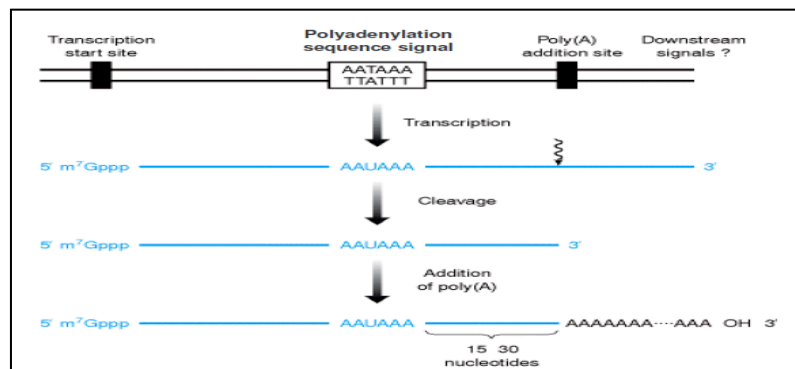 Transcription
start site
Polyadenylation
sequence signal
Poly(A)
addition site
Downstream
signals ?
AATAAA
TTATTT
Transcription
5′ m⁷Gppp AAUAAA 3′
Cleavage
5′ m⁷Gppp AAUAAA 3′
Addition
of poly(A)
5′ m⁷Gppp AAUAAA AAAAAAA····AAA OH 3′
15 30
nucleotides